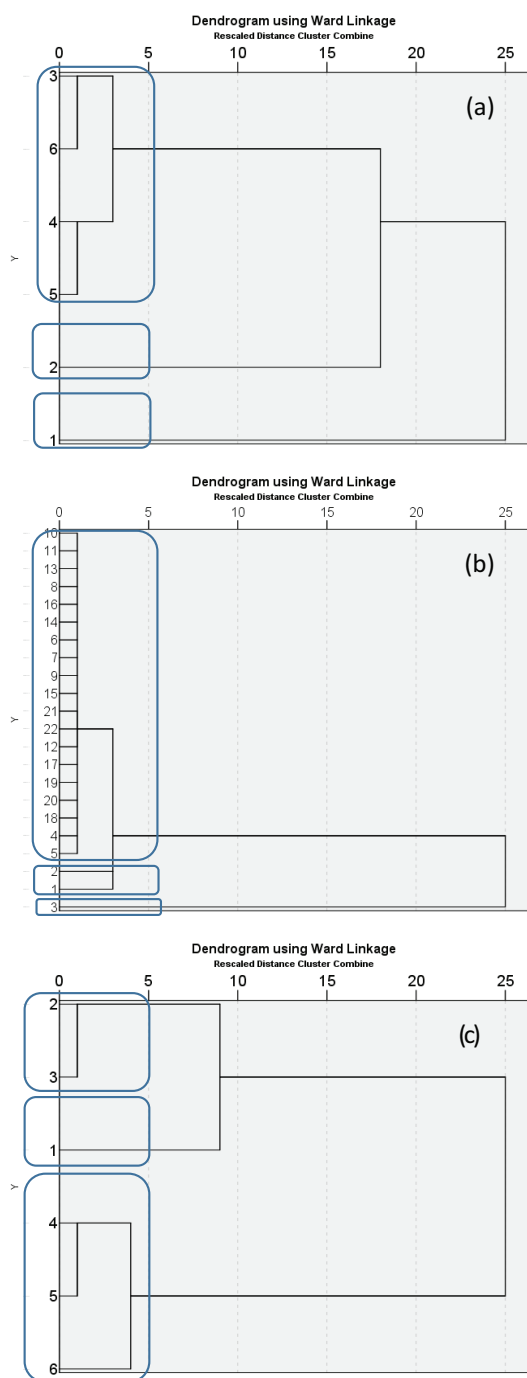 Dendrogram using Ward Linkage
Rescaled Distance Cluster Combine
0 5 10 15 20 25
(a)
3
6
4
Y
5
2
1
Dendrogram using Ward Linkage
Rescaled Distance Cluster Combine
0 5 10 15 20 25
(b)
10
11
13
8
16
14
6
7
9
15
21
Y
22
12
17
19
20
18
4
5
2
1
3
Dendrogram using Ward Linkage
Rescaled Distance Cluster Combine
0 5 10 15 20 25
(c)
2
3
1
Y
4
5
6